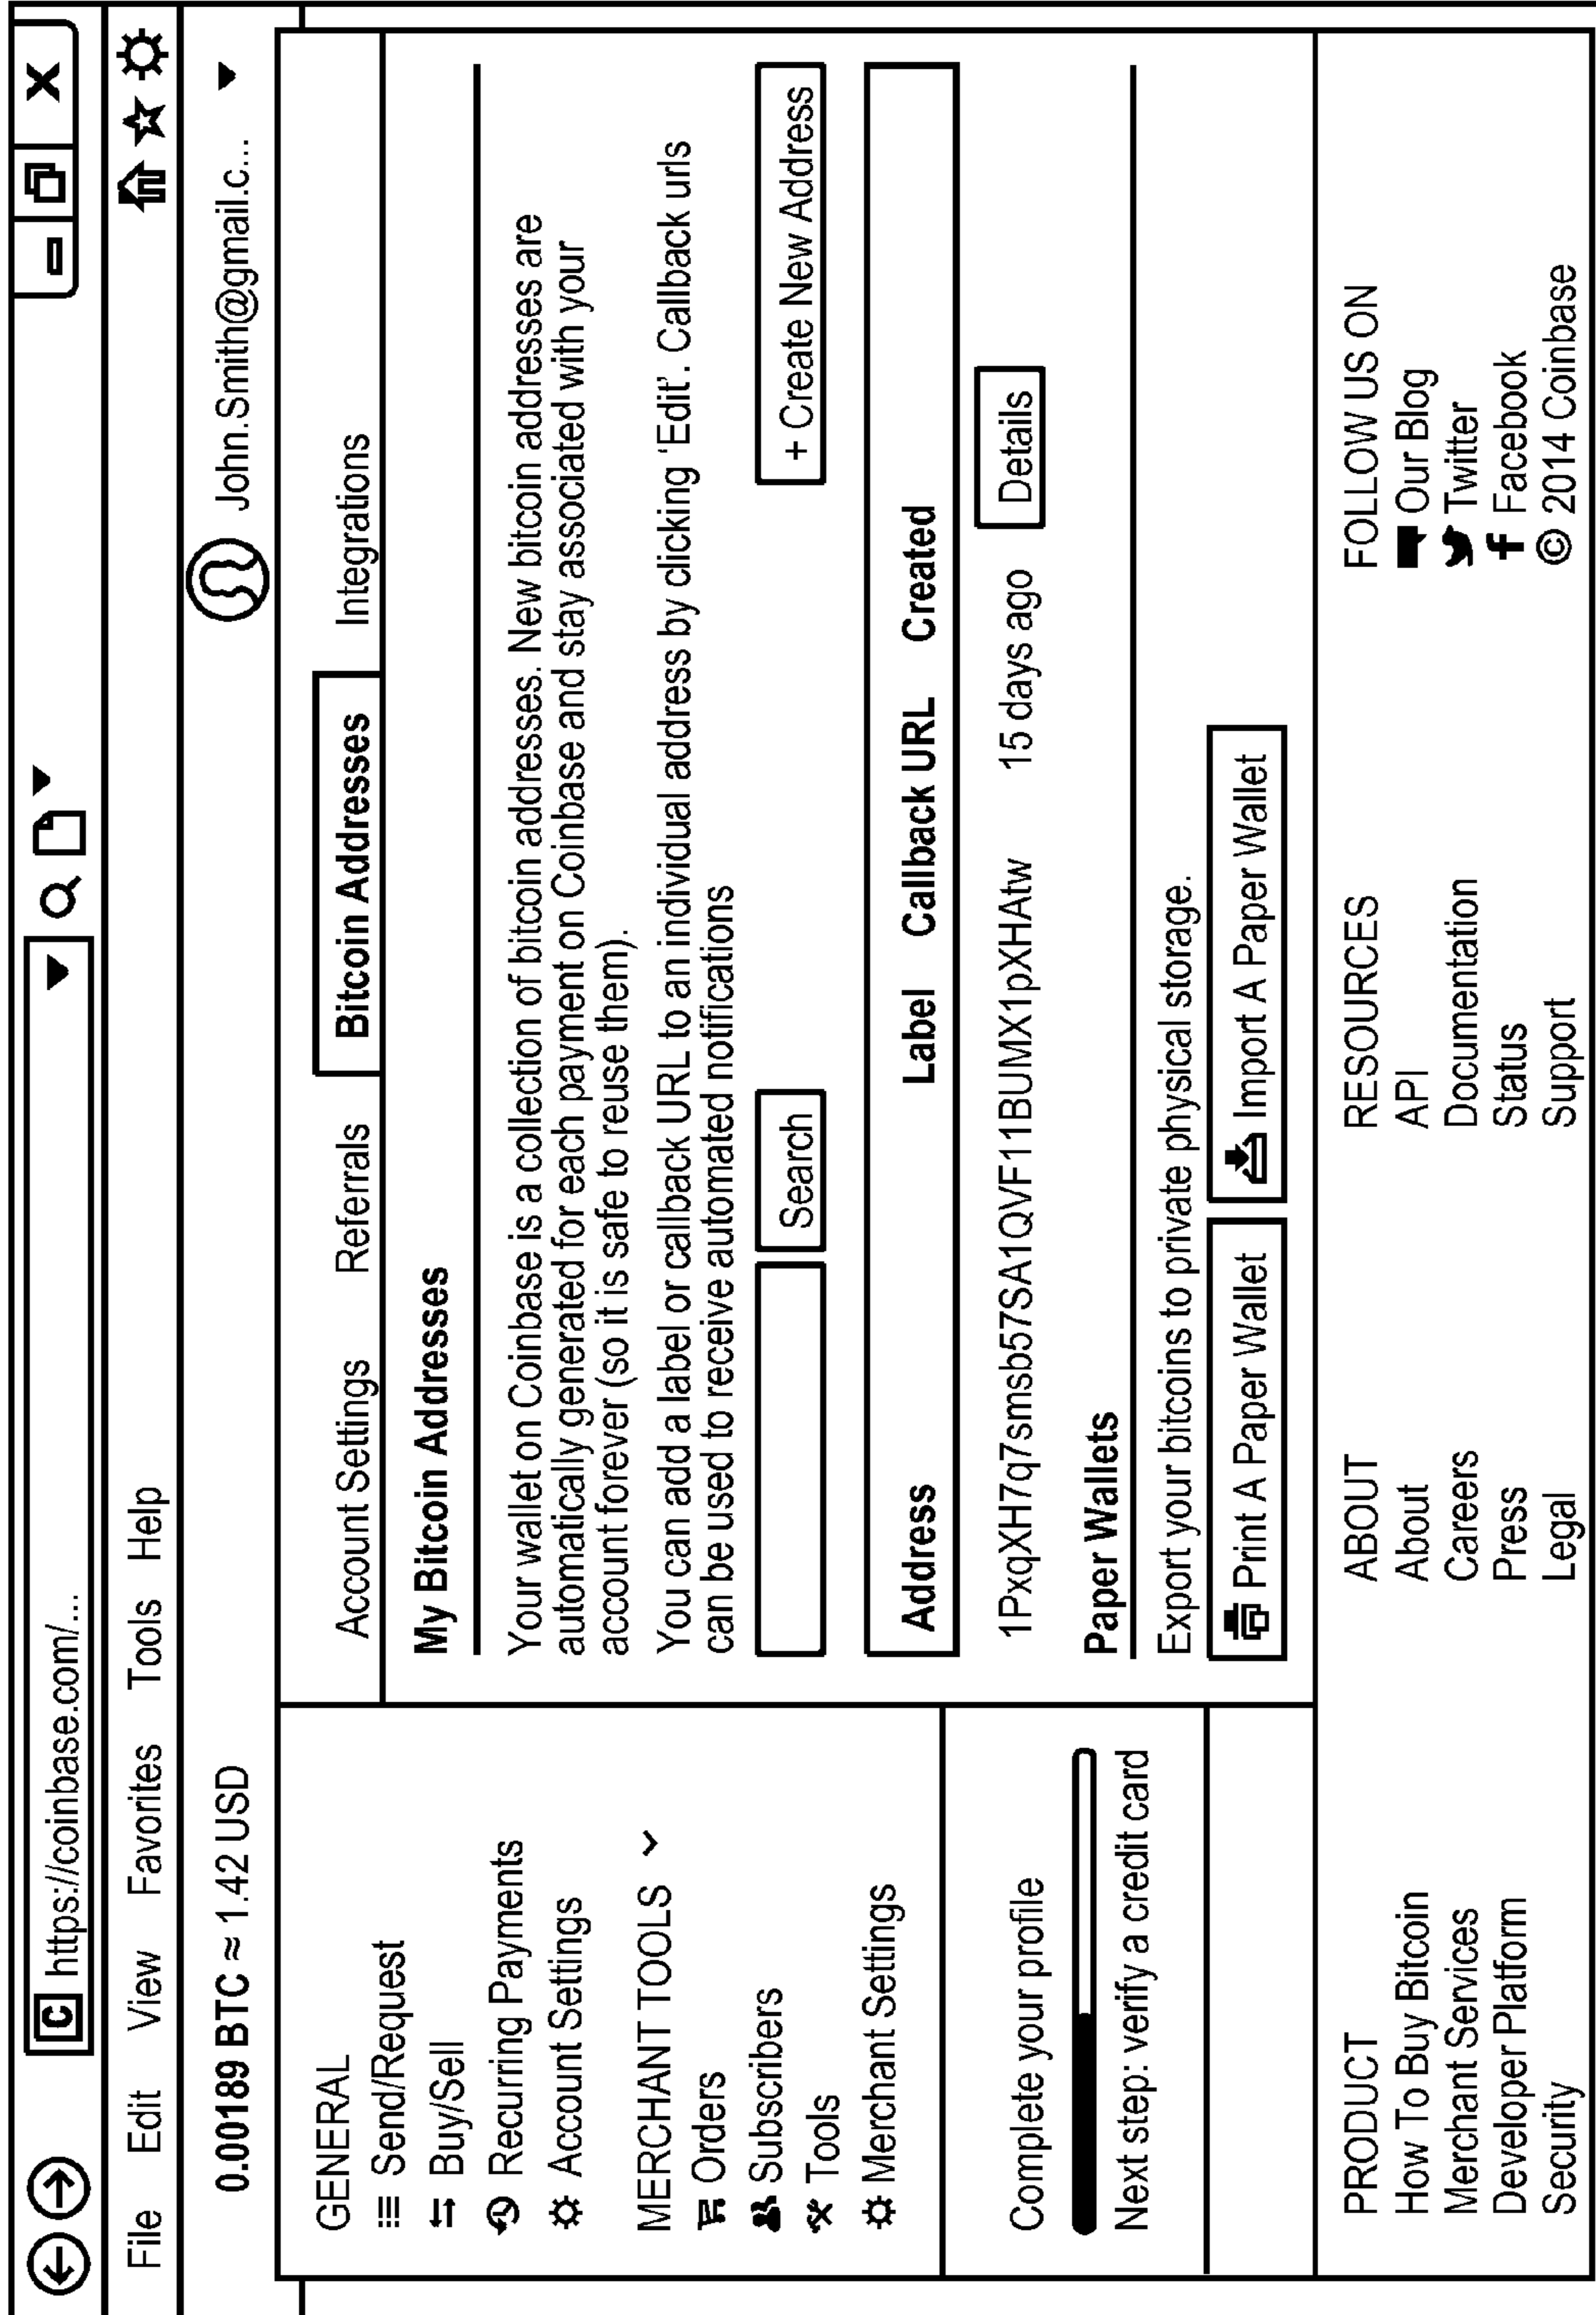 C https://coinbase.com/...
File Edit View Favorites Tools Help
0.00189 BTC ≈ 1.42 USD
John.Smith@gmail.c...
GENERAL
Send/Request
Buy/Sell
Recurring Payments
Account Settings
MERCHANT TOOLS
Orders
Subscribers
Tools
Merchant Settings
Complete your profile
Next step: verify a credit card
Account Settings Referrals Bitcoin Addresses Integrations
My Bitcoin Addresses
Your wallet on Coinbase is a collection of bitcoin addresses. New bitcoin addresses are
automatically generated for each payment on Coinbase and stay associated with your
account forever (so it is safe to reuse them).
You can add a label or callback URL to an individual address by clicking 'Edit'. Callback urls
can be used to receive automated notifications
Search + Create New Address
Address Label Callback URL Created
1PxqXH7q7smsb57SA1QVF11BUMX1pXHAtw 15 days ago Details
Paper Wallets
Export your bitcoins to private physical storage.
Print A Paper Wallet Import A Paper Wallet
PRODUCT
How To Buy Bitcoin
Merchant Services
Developer Platform
Security
ABOUT
About
Careers
Press
Legal
RESOURCES
API
Documentation
Status
Support
FOLLOW US ON
Our Blog
Twitter
Facebook
© 2014 Coinbase